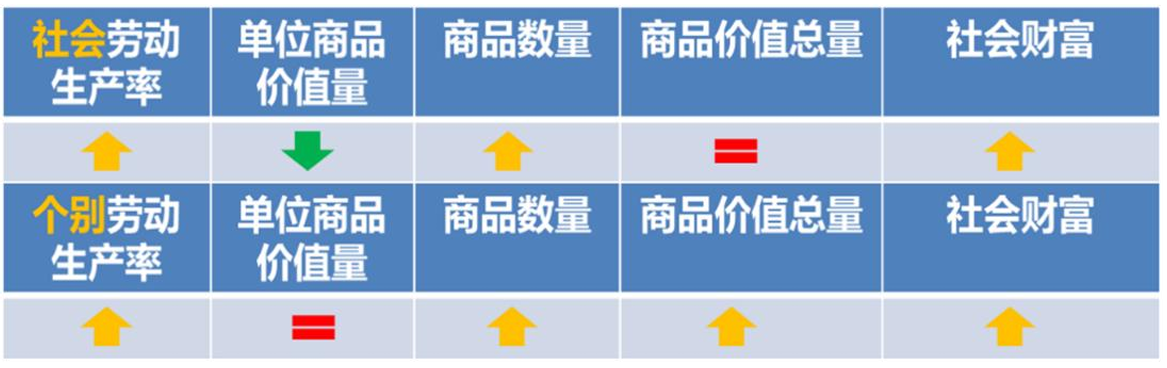 社会劳动 单位商品 商品数量 商品价值总量 社会财富
生产率 价值量
个别劳动 单位商品 商品数量 商品价值总量 社会财富
生产率 价值量